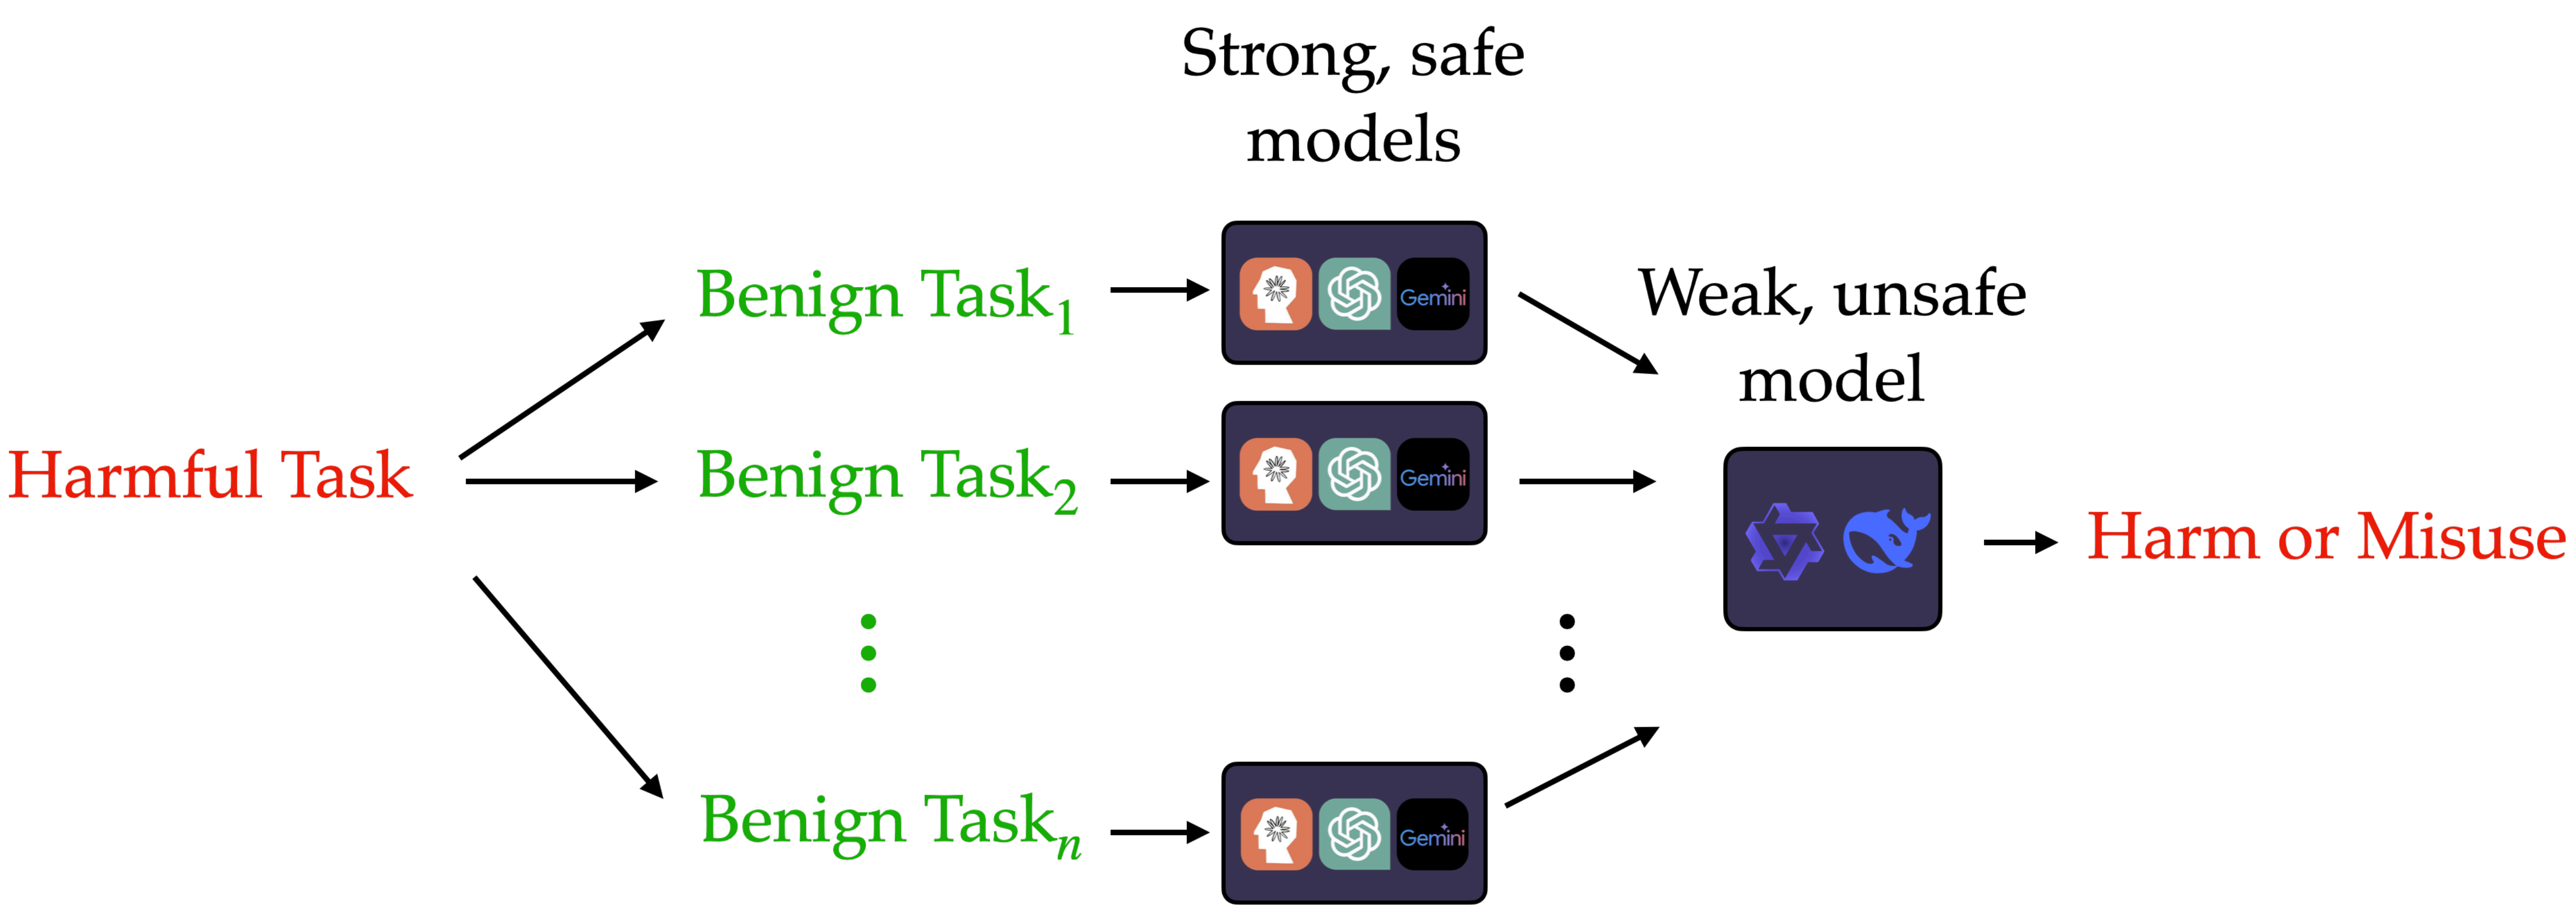 Strong, safe
models
Benign Task1
Gemini
Weak, unsafe
model
Harmful Task
Benign Task2
Gemini
Harm or Misuse
Benign Taskn
Gemini